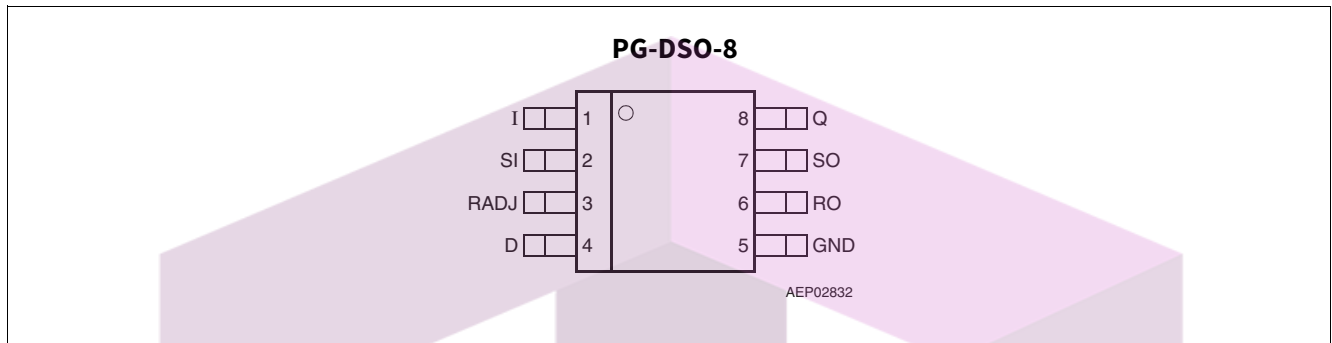 PG-DSO-8
I 1 8 Q
SI 2 7 SO
RADJ 3 6 RO
D 4 5 GND
AEP02832